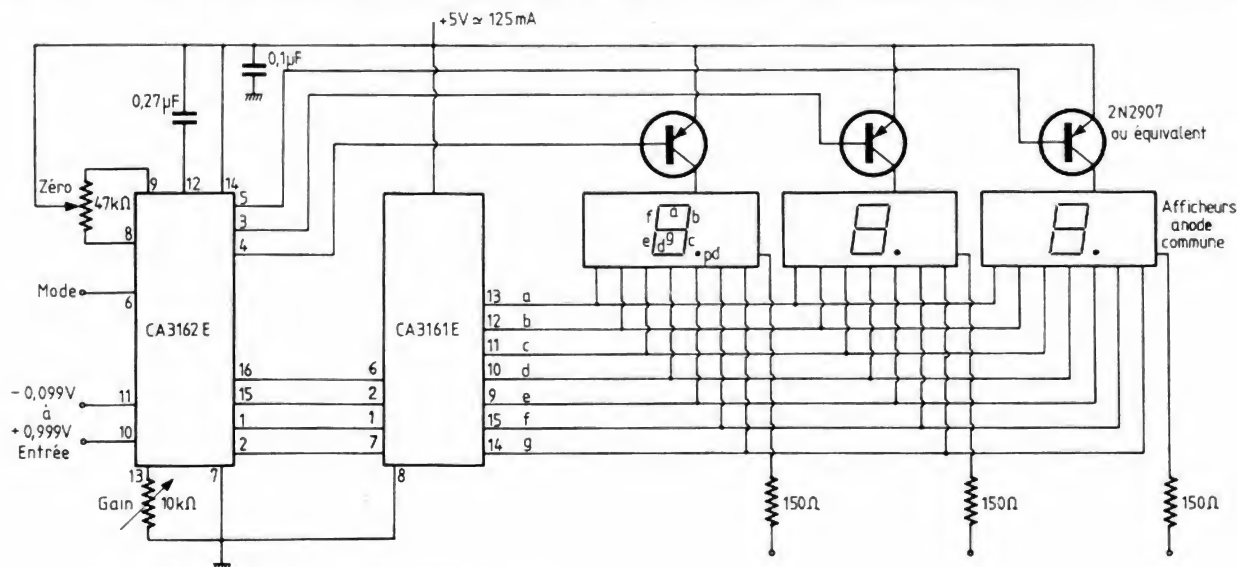 +5V ≃ 125mA
0,1µF
0,27µF
2N2907
ou équivalent
Zéro
47kΩ
9
12
14
5
3
4
8
Mode
6
CA3162E
CA3161E
f
a
b
e
d
g
c
pd
Afficheurs
anode
commune
13 a
12 b
11 c
10 d
9 e
15 f
14 g
16
6
15
2
1
1
2
7
- 0,099V
à
+ 0,999V
Entrée
11
10
13
7
8
Gain
10kΩ
150Ω
150Ω
150Ω